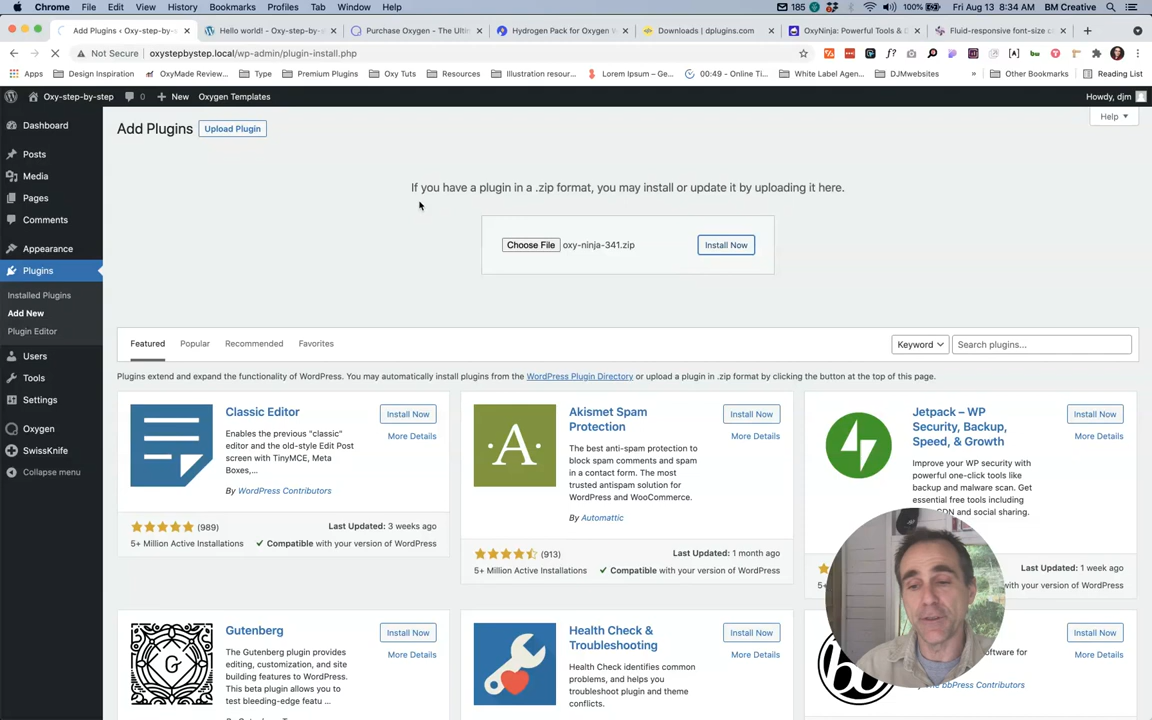 Chrome File Edit View History Bookmarks Profiles Tab Window Help 185 100% Fri Aug 13 8:34 AM BM Creative
Add Plugins ‹ Oxy-step-by-s Hello world! - Oxy-step-by-s Purchase Oxygen - The Ultim Hydrogen Pack for Oxygen W Downloads | dplugins.com OxyNinja: Powerful Tools & C Fluid-responsive font-size c
Not Secure oxystepbystep.local/wp-admin/plugin-install.php
Apps Design Inspiration OxyMade Review... Type Premium Plugins Oxy Tuts Resources Illustration resour... Lorem Ipsum – Ge... 00:49 - Online Ti... White Label Agen... DJMwebsites » Other Bookmarks Reading List
Oxy-step-by-step 0 New Oxygen Templates Howdy, djm
Dashboard
Posts
Media
Pages
Comments
Appearance
Plugins
Installed Plugins
Add New
Plugin Editor
Users
Tools
Settings
Oxygen
SwissKnife
Collapse menu
Help
Add Plugins Upload Plugin
If you have a plugin in a .zip format, you may install or update it by uploading it here.
Choose File oxy-ninja-341.zip Install Now
Featured Popular Recommended Favorites Keyword Search plugins...
Plugins extend and expand the functionality of WordPress. You may automatically install plugins from the WordPress Plugin Directory or upload a plugin in .zip format by clicking the button at the top of this page.
Classic Editor
Install Now
More Details
Enables the previous "classic"
editor and the old-style Edit Post
screen with TinyMCE, Meta
Boxes,...
By WordPress Contributors
(989) Last Updated: 3 weeks ago
5+ Million Active Installations Compatible with your version of WordPress
Akismet Spam
Protection
Install Now
More Details
The best anti-spam protection to
block spam comments and spam
in a contact form. The most
trusted antispam solution for
WordPress and WooCommerce.
By Automattic
(913) Last Updated: 1 month ago
5+ Million Active Installations Compatible with your version of WordPress
Jetpack – WP
Security, Backup,
Speed, & Growth
Install Now
More Details
Improve your WP security with
powerful one-click tools like
backup and malware scan. Get
essential free tools including
CDN and social sharing.
Last Updated: 1 week ago
5+ with your version of WordPress
Gutenberg
Install Now
More Details
The Gutenberg plugin provides
editing, customization, and site
building features to WordPress.
This beta plugin allows you to
test bleeding-edge featu ...
Health Check &
Troubleshooting
Install Now
More Details
Health Check identifies common
problems, and helps you
troubleshoot plugin and theme
conflicts.
Install Now
More Details
software for
bbPress Contributors